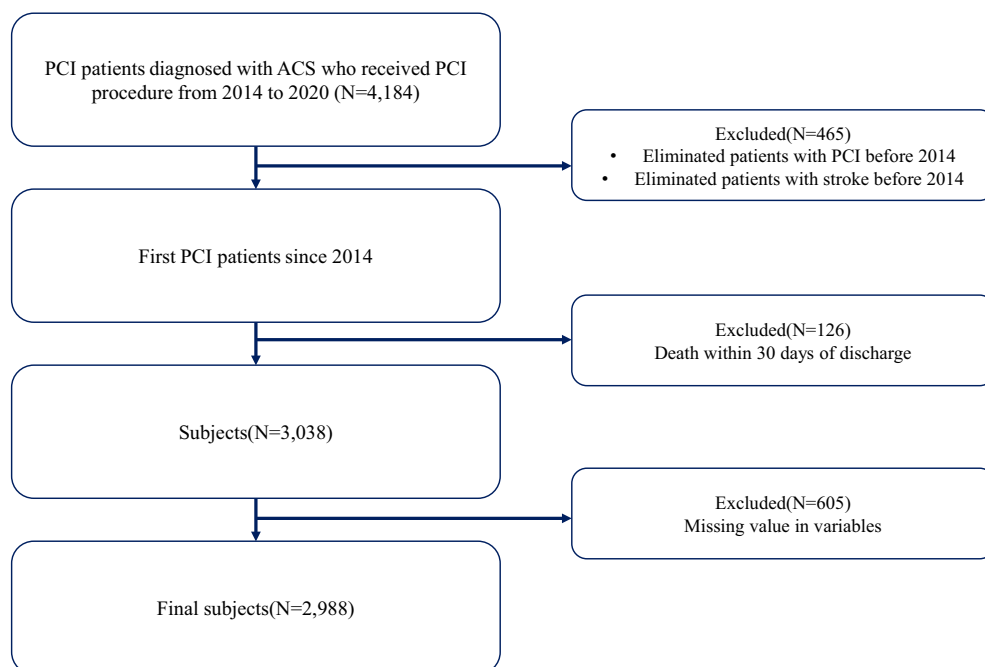 PCI patients diagnosed with ACS who received PCI
procedure from 2014 to 2020 (N=4,184)
Excluded(N=465)
• Eliminated patients with PCI before 2014
• Eliminated patients with stroke before 2014
First PCI patients since 2014
Excluded(N=126)
Death within 30 days of discharge
Subjects(N=3,038)
Excluded(N=605)
Missing value in variables
Final subjects(N=2,988)